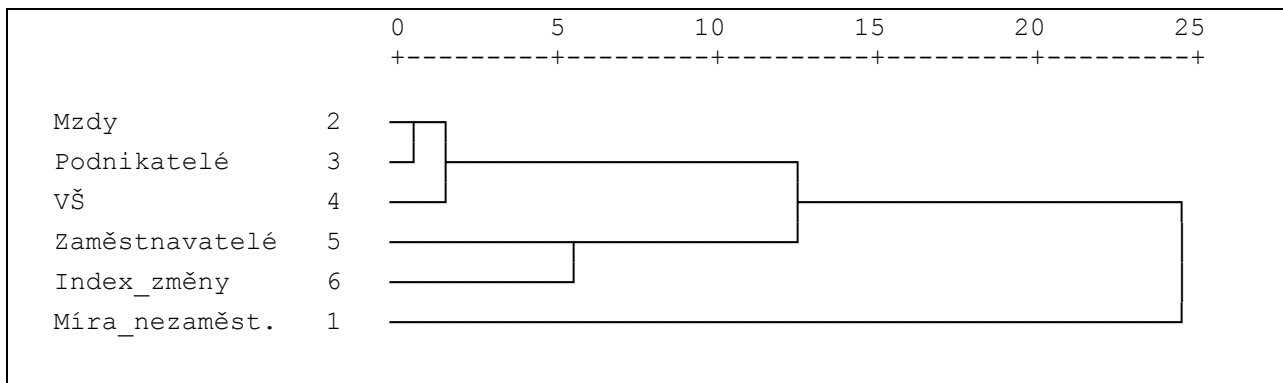 0 5 10 15 20 25
+---------+---------+---------+---------+---------+
Mzdy 2
Podnikatelé 3
VŠ 4
Zaměstnavatelé 5
Index_změny 6
Míra_nezaměst. 1